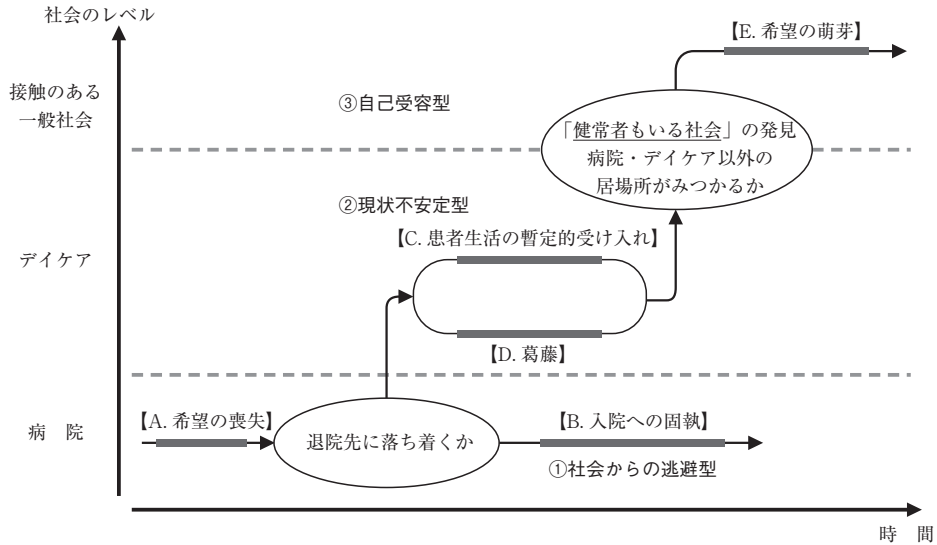 社会のレベル
【E. 希望の萌芽】
接触のある
一般社会
③自己受容型
「健常者もいる社会」の発見
病院・デイケア以外の
居場所がみつかるか
②現状不安定型
【C. 患者生活の暫定的受け入れ】
デイケア
【D. 葛藤】
【A. 希望の喪失】
【B. 入院への固執】
病　院
退院先に落ち着くか
①社会からの逃避型
時　間